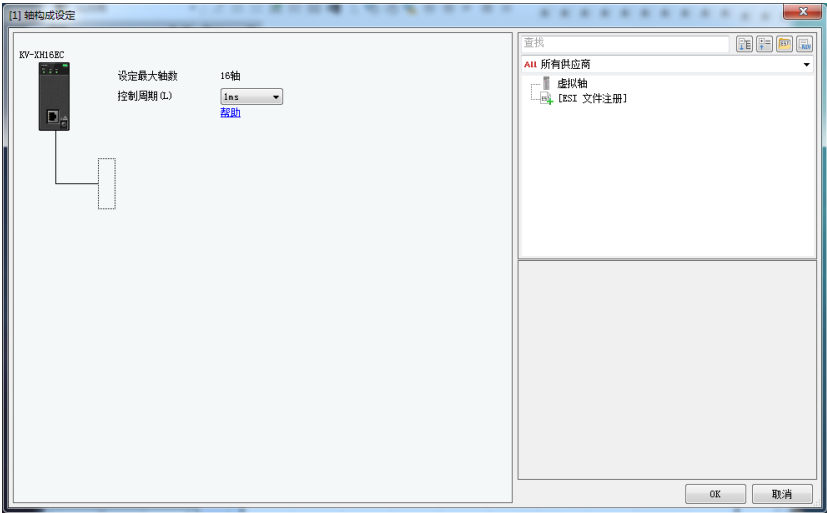 [1] 轴构成设定
KV-XH16EC
设定最大轴数 16轴
控制周期(L) 1ms
帮助
查找
All 所有供应商
虚拟轴
[ESI 文件注册]
OK 取消